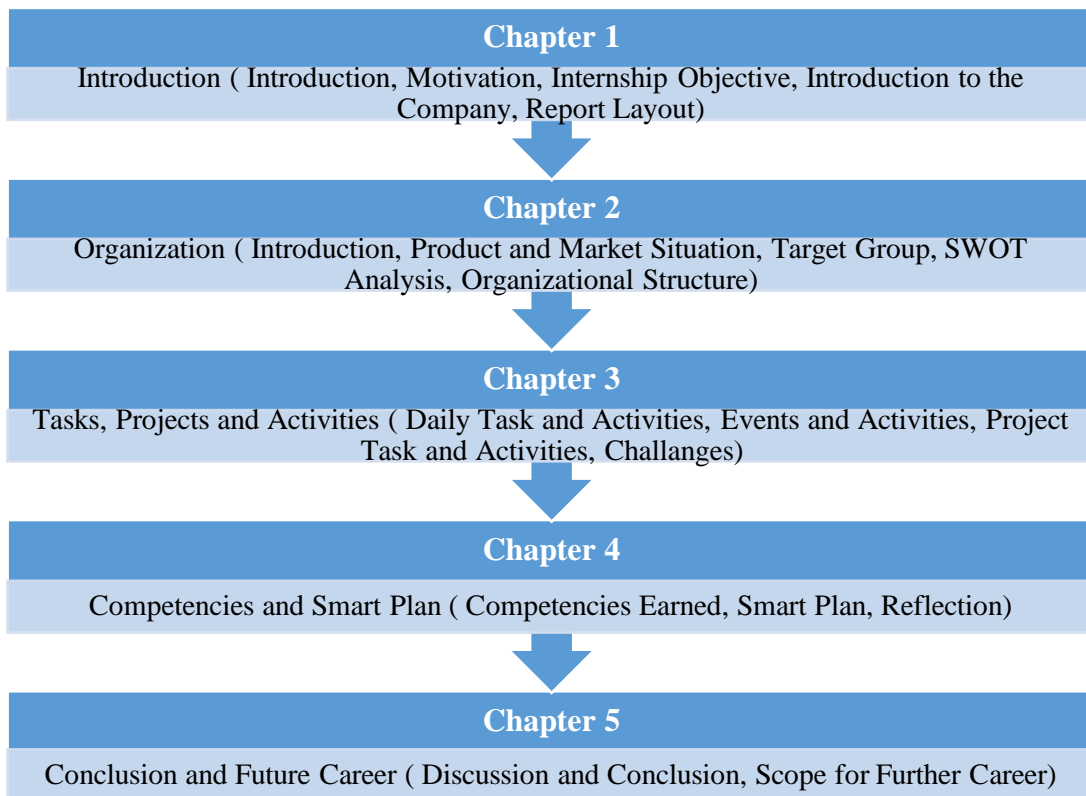 Chapter 1
Introduction ( Introduction, Motivation, Internship Objective, Introduction to the
Company, Report Layout)
Chapter 2
Organization ( Introduction, Product and Market Situation, Target Group, SWOT
Analysis, Organizational Structure)
Chapter 3
Tasks, Projects and Activities ( Daily Task and Activities, Events and Activities, Project
Task and Activities, Challanges)
Chapter 4
Competencies and Smart Plan ( Competencies Earned, Smart Plan, Reflection)
Chapter 5
Conclusion and Future Career ( Discussion and Conclusion, Scope for Further Career)